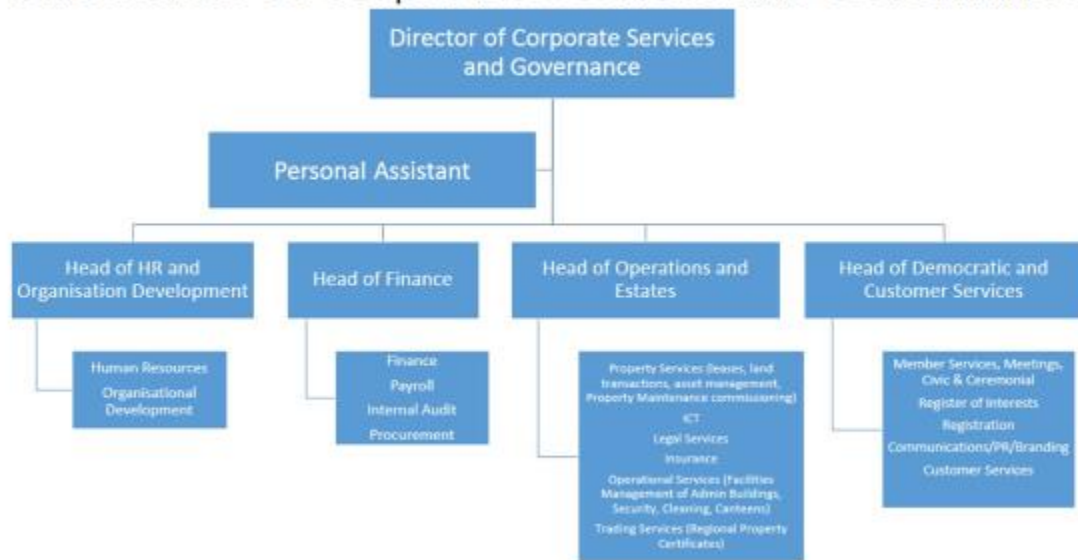 Director of Corporate Services
and Governance
Personal Assistant
Head of HR and
Organisation Development
Head of Finance
Head of Operations and
Estates
Head of Democratic and
Customer Services
Human Resources
Organisational
Development
Finance
Payroll
Internal Audit
Procurement
Property Services (leases, land
transactions, asset management,
Property Maintenance commissioning)
ICT
Legal Services
Insurance
Operational Services (Facilities
Management of Admin Buildings,
Security, Cleaning, Canteens)
Trading Services (Regional Property
Certificates)
Member Services, Meetings,
Civic & Ceremonial
Register of Interests
Registration
Communications/PR/Branding
Customer Services